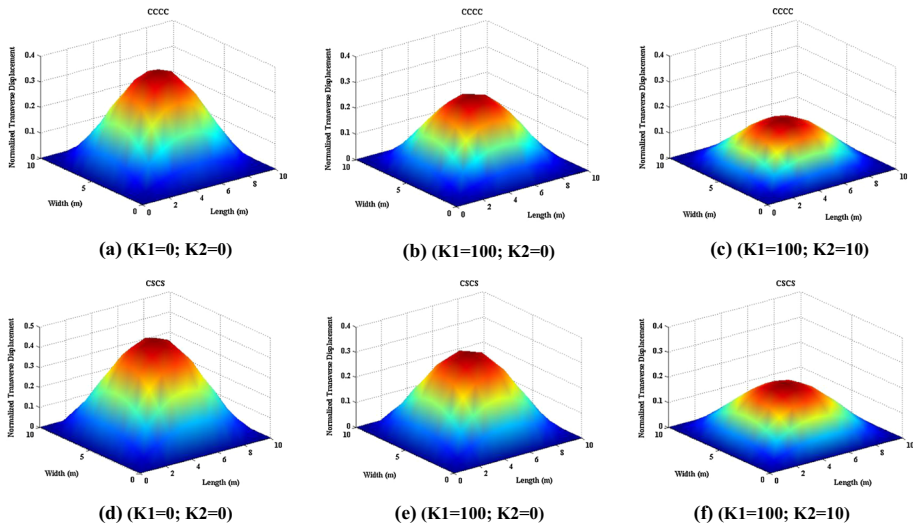 CCCC
CCCC
CCCC
Normalized Transverse Displacement
0.4
0.3
0.2
0.1
0
10
5
0
Width (m)
0
2
4
6
8
10
Length (m)
Normalized Transverse Displacement
0.4
0.3
0.2
0.1
0
10
5
0
Width (m)
0
2
4
6
8
10
Length (m)
Normalized Transverse Displacement
0.4
0.3
0.2
0.1
0
10
5
0
Width (m)
0
2
4
6
8
10
Length (m)
(a) (K1=0; K2=0)
(b) (K1=100; K2=0)
(c) (K1=100; K2=10)
CSCS
CSCS
CSCS
Normalized Transverse Displacement
0.5
0.4
0.3
0.2
0.1
0
10
5
0
Width (m)
0
2
4
6
8
10
Length (m)
Normalized Transverse Displacement
0.4
0.3
0.2
0.1
0
10
5
0
Width (m)
0
2
4
6
8
10
Length (m)
Normalized Transverse Displacement
0.4
0.3
0.2
0.1
0
10
5
0
Width (m)
0
2
4
6
8
10
Length (m)
(d) (K1=0; K2=0)
(e) (K1=100; K2=0)
(f) (K1=100; K2=10)